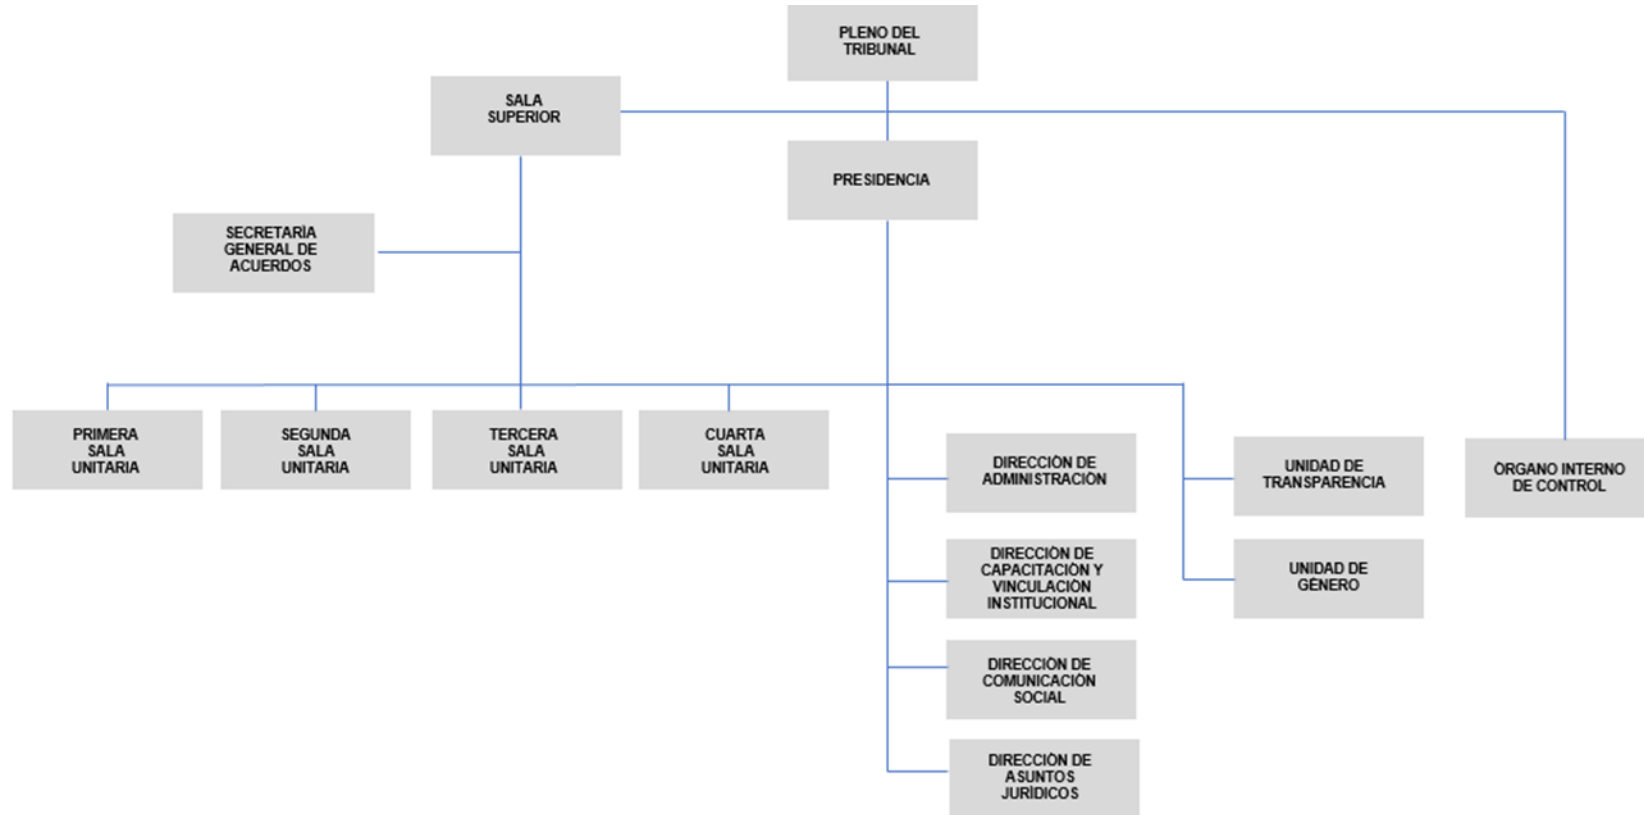 PLENO DEL
TRIBUNAL
SALA
SUPERIOR
PRESIDENCIA
SECRETARÍA
GENERAL DE
ACUERDOS
PRIMERA
SALA
UNITARIA
SEGUNDA
SALA
UNITARIA
TERCERA
SALA
UNITARIA
CUARTA
SALA
UNITARIA
DIRECCIÓN DE
ADMINISTRACIÓN
UNIDAD DE
TRANSPARENCIA
ÓRGANO INTERNO
DE CONTROL
DIRECCIÓN DE
CAPACITACIÓN Y
VINCULACIÓN
INSTITUCIONAL
UNIDAD DE
GÉNERO
DIRECCIÓN DE
COMUNICACIÓN
SOCIAL
DIRECCIÓN DE
ASUNTOS
JURÍDICOS